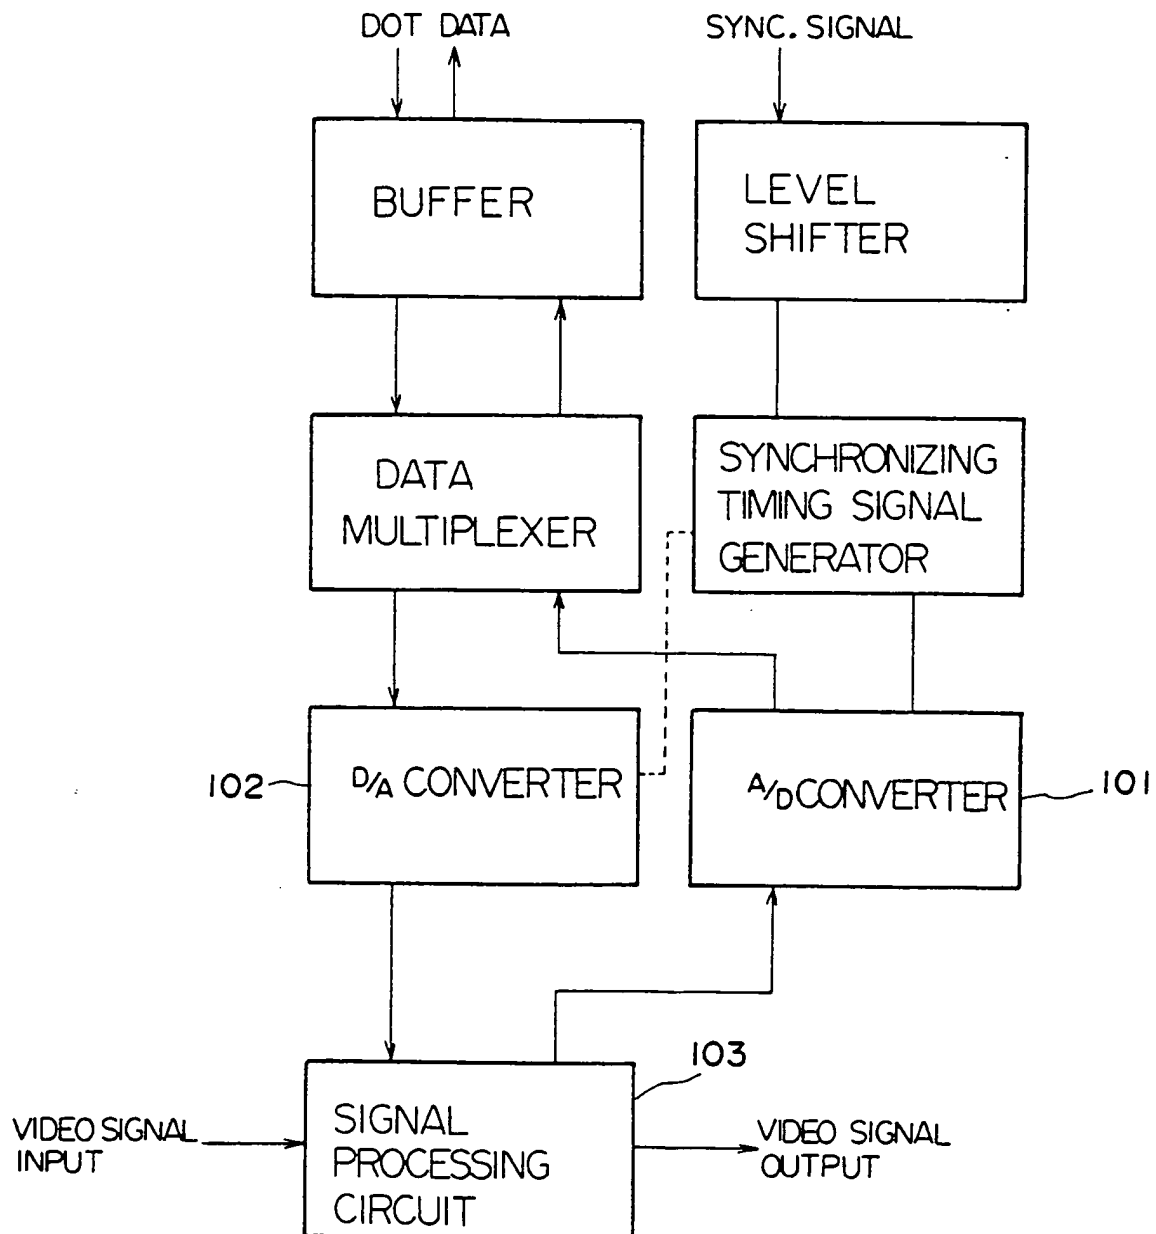 DOT DATA
SYNC. SIGNAL
BUFFER
LEVEL
SHIFTER
DATA
MULTIPLEXER
SYNCHRONIZING
TIMING SIGNAL
GENERATOR
102
D/A CONVERTER
A/D CONVERTER
101
103
VIDEO SIGNAL
INPUT
SIGNAL
PROCESSING
CIRCUIT
VIDEO SIGNAL
OUTPUT